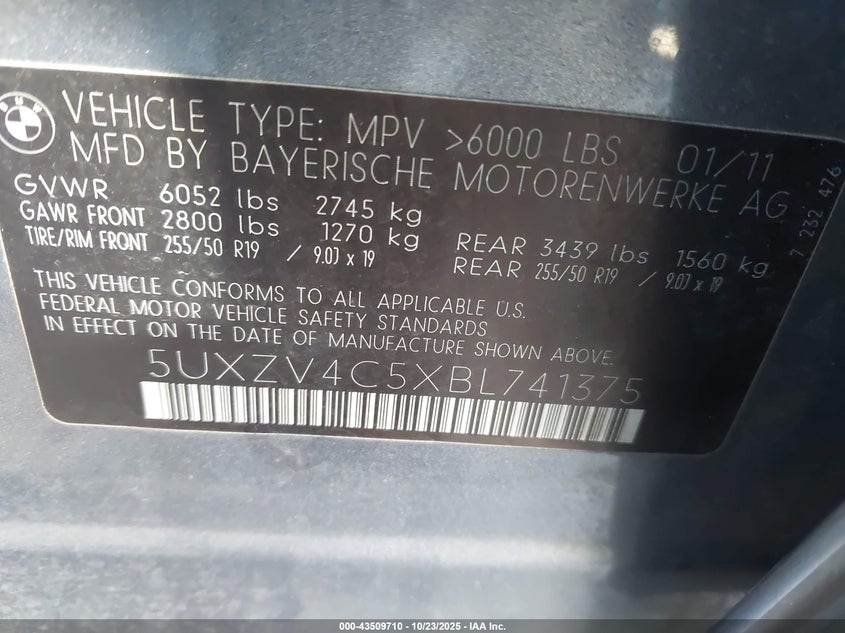 BMW
VEHICLE TYPE: MPV >6000 LBS 01/11
MFD BY BAYERISCHE MOTORENWERKE AG
GVWR 6052 lbs 2745 kg
GAWR FRONT 2800 lbs 1270 kg REAR 3439 lbs 1560 kg
TIRE/RIM FRONT 255/50 R19 / 9.0J x 19 REAR 255/50 R19 / 9.0J x 19
7 232 476
THIS VEHICLE CONFORMS TO ALL APPLICABLE U.S.
FEDERAL MOTOR VEHICLE SAFETY STANDARDS
IN EFFECT ON THE DATE OF MANUFACTURE SHOWN ABOVE.
5UXZV4C5XBL741375
000-43509710 - 10/23/2025 - IAA Inc.